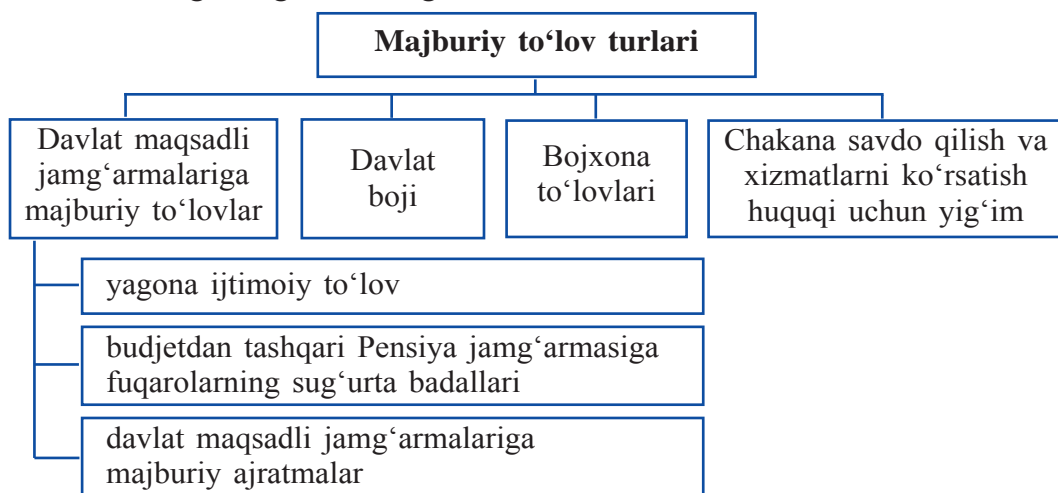 Majburiy to‘lov turlari
Davlat maqsadli
jamg‘armalariga
majburiy to‘lovlar
Davlat
boji
Bojxona
to‘lovlari
Chakana savdo qilish va
xizmatlarni ko‘rsatish
huquqi uchun yig‘im
yagona ijtimoiy to‘lov
budjetdan tashqari Pensiya jamg‘armasiga
fuqarolarning sug‘urta badallari
davlat maqsadli jamg‘armalariga
majburiy ajratmalar